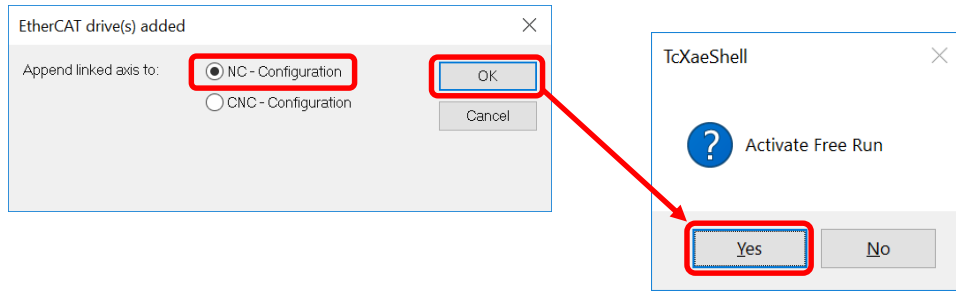 EtherCAT drive(s) added
Append linked axis to:
NC - Configuration
OK
CNC - Configuration
Cancel
TcXaeShell
?
Activate Free Run
Yes
No